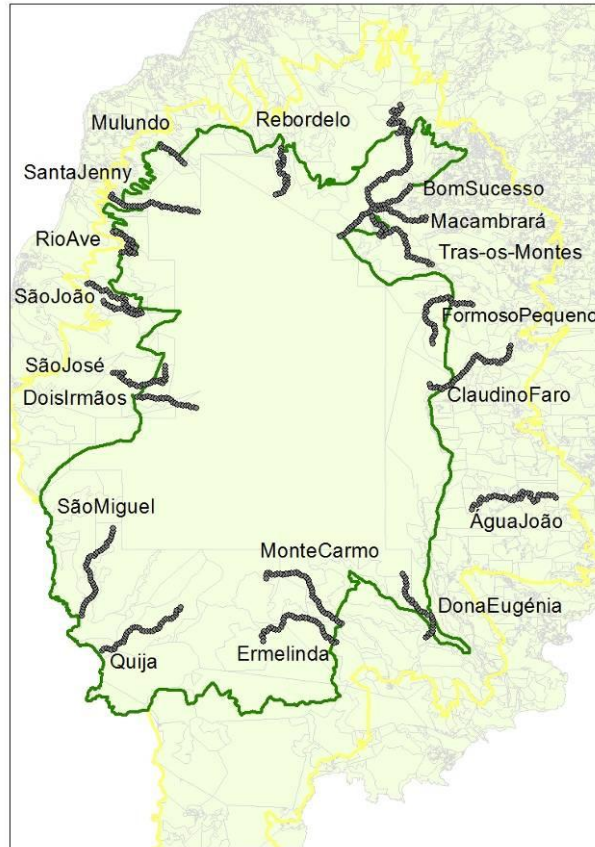 Mulundo
Rebordelo
SantaJenny
BomSucesso
Macambrará
RioAve
Tras-os-Montes
SãoJoão
FormosoPequeno
SãoJosé
DoisIrmãos
ClaudinoFaro
SãoMiguel
ÁguaJoão
MonteCarmo
DonaEugénia
Ermelinda
Quija